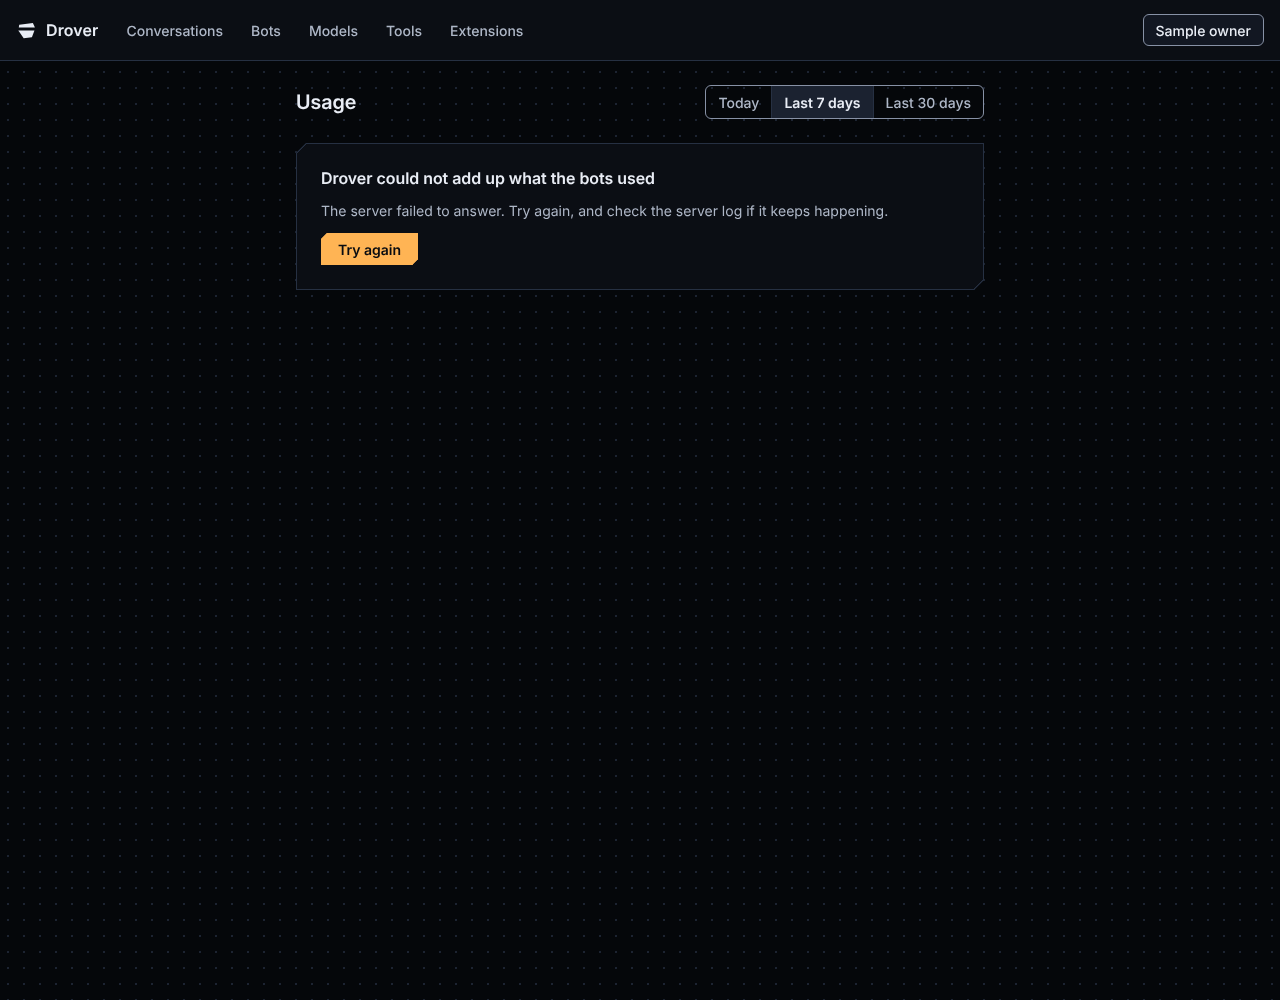 Drover
Conversations
Bots
Models
Tools
Extensions
Sample owner
Usage
Today
Last 7 days
Last 30 days
Drover could not add up what the bots used
The server failed to answer. Try again, and check the server log if it keeps happening.
Try again